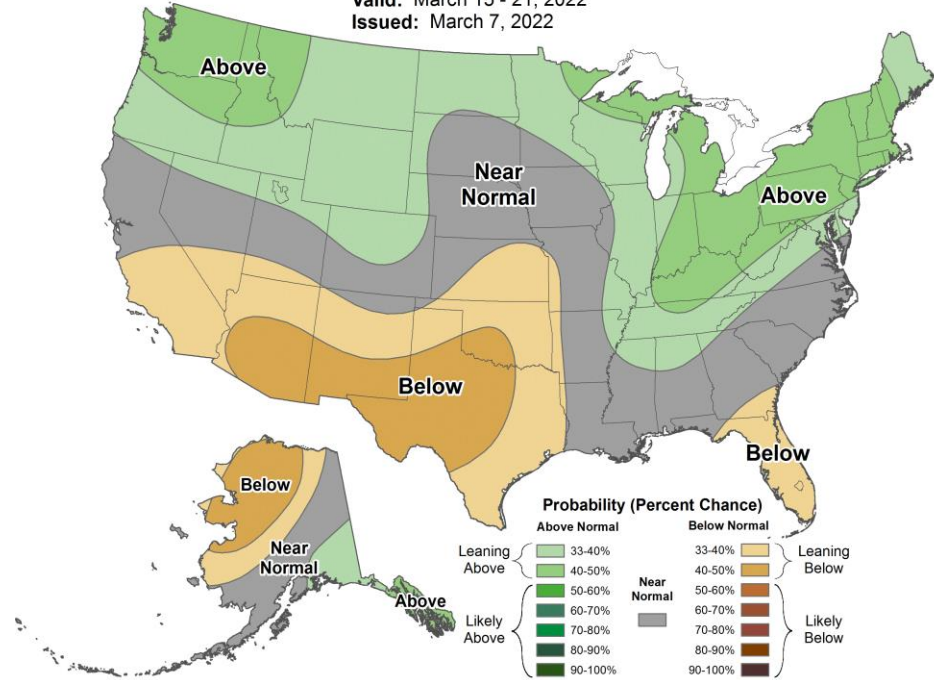 Valid: March 15 - 21, 2022
Issued: March 7, 2022
Above
Near
Normal
Above
Below
Below
Below
Near
Normal
Above
Probability (Percent Chance)
Above Normal
Below Normal
Leaning
Above
33-40%
40-50%
Likely
Above
50-60%
60-70%
70-80%
80-90%
90-100%
Near
Normal
33-40%
40-50%
Leaning
Below
50-60%
60-70%
70-80%
80-90%
90-100%
Likely
Below